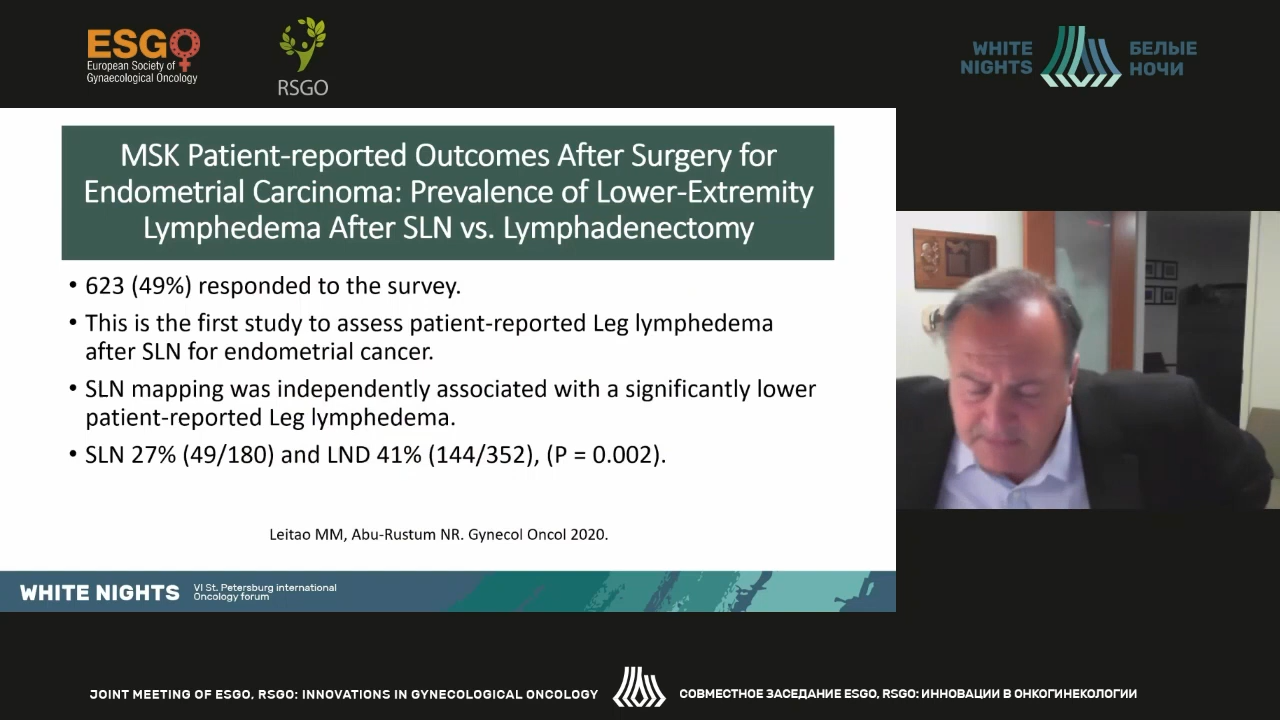 ESGO
European Society of
Gynaecological Oncology
RSGO
WHITE
NIGHTS
БЕЛЫЕ
НОЧИ
MSK Patient-reported Outcomes After Surgery for
Endometrial Carcinoma: Prevalence of Lower-Extremity
Lymphedema After SLN vs. Lymphadenectomy
• 623 (49%) responded to the survey.
• This is the first study to assess patient-reported Leg lymphedema
after SLN for endometrial cancer.
• SLN mapping was independently associated with a significantly lower
patient-reported Leg lymphedema.
• SLN 27% (49/180) and LND 41% (144/352), (P = 0.002).
Leitao MM, Abu-Rustum NR. Gynecol Oncol 2020.
WHITE NIGHTS
VI St. Petersburg international
Oncology forum
JOINT MEETING OF ESGO, RSGO: INNOVATIONS IN GYNECOLOGICAL ONCOLOGY
СОВМЕСТНОЕ ЗАСЕДАНИЕ ESGO, RSGO: ИННОВАЦИИ В ОНКОГИНЕКОЛОГИИ